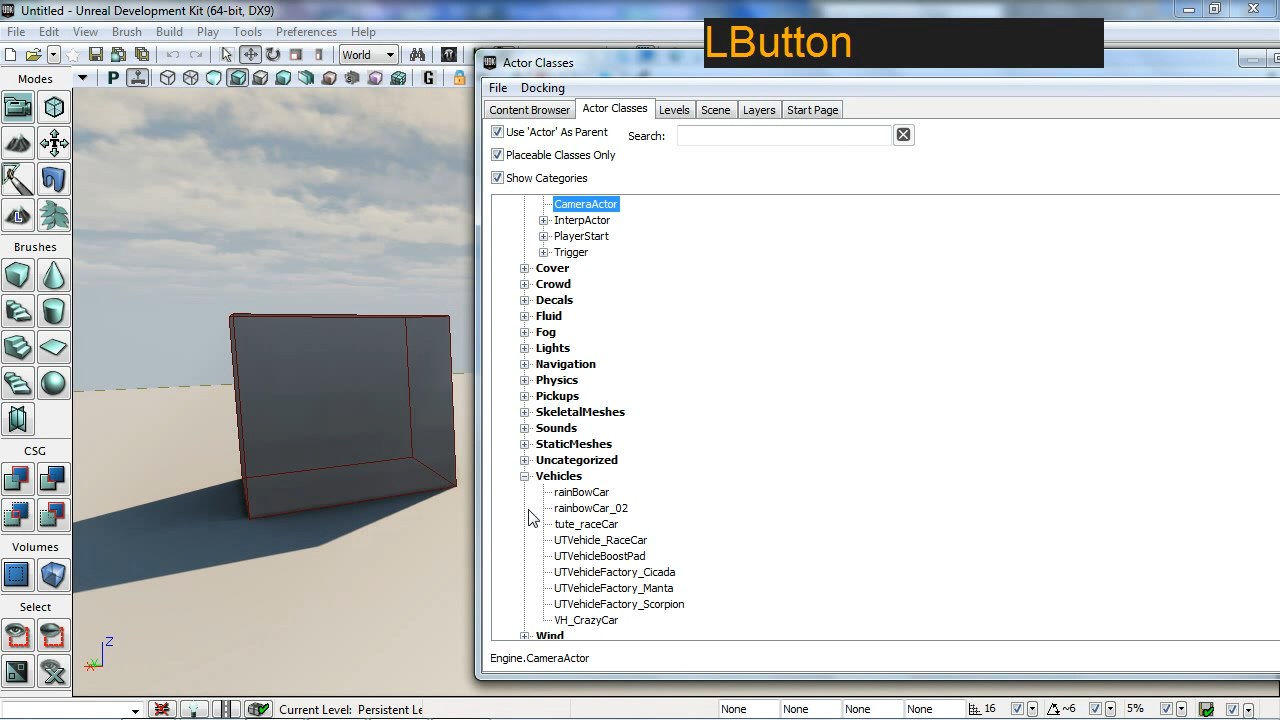 Untitled - Unreal Development Kit (64-bit, DX9)
File Edit View Brush Build Play Tools Preferences Help
LButton
World
Modes
P
G
Actor Classes
File Docking
Content Browser Actor Classes Levels Scene Layers Start Page
Use 'Actor' As Parent Search:
Placeable Classes Only
Show Categories
CameraActor
InterpActor
PlayerStart
Trigger
Cover
Crowd
Decals
Fluid
Fog
Lights
Navigation
Physics
Pickups
SkeletalMeshes
Sounds
StaticMeshes
Uncategorized
Vehicles
rainBowCar
rainbowCar_02
tute_raceCar
UTVehicle_RaceCar
UTVehicleBoostPad
UTVehicleFactory_Cicada
UTVehicleFactory_Manta
UTVehicleFactory_Scorpion
VH_CrazyCar
Wind
Engine.CameraActor
L
Brushes
CSG
Volumes
Select
Z
X
Y
Current Level: Persistent Le
None None None None 16 ~6 5%